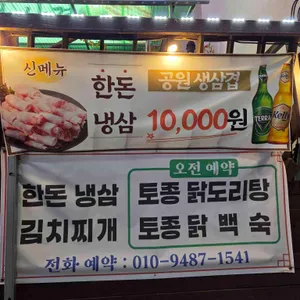 신메뉴
한돈 공원 생삼겹
냉삼 10,000원
TERRA Kelly
오전 예약
한돈 냉삼 토종 닭도리탕
김치찌개 토종 닭 백 숙
전화 예약 : 010-9487-1541